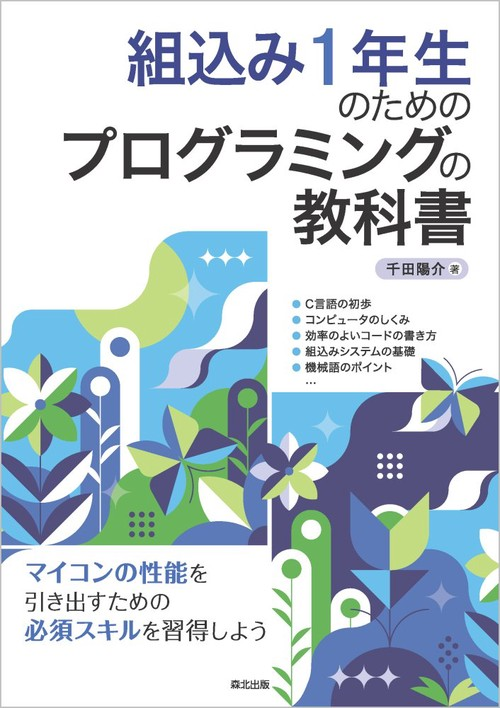 組込み1年生
のための
プログラミングの
教科書
千田陽介 著
● C言語の初歩
● コンピュータのしくみ
● 効率のよいコードの書き方
● 組込みシステムの基礎
● 機械語のポイント
…
マイコンの性能を
引き出すための
必須スキルを習得しよう
森北出版